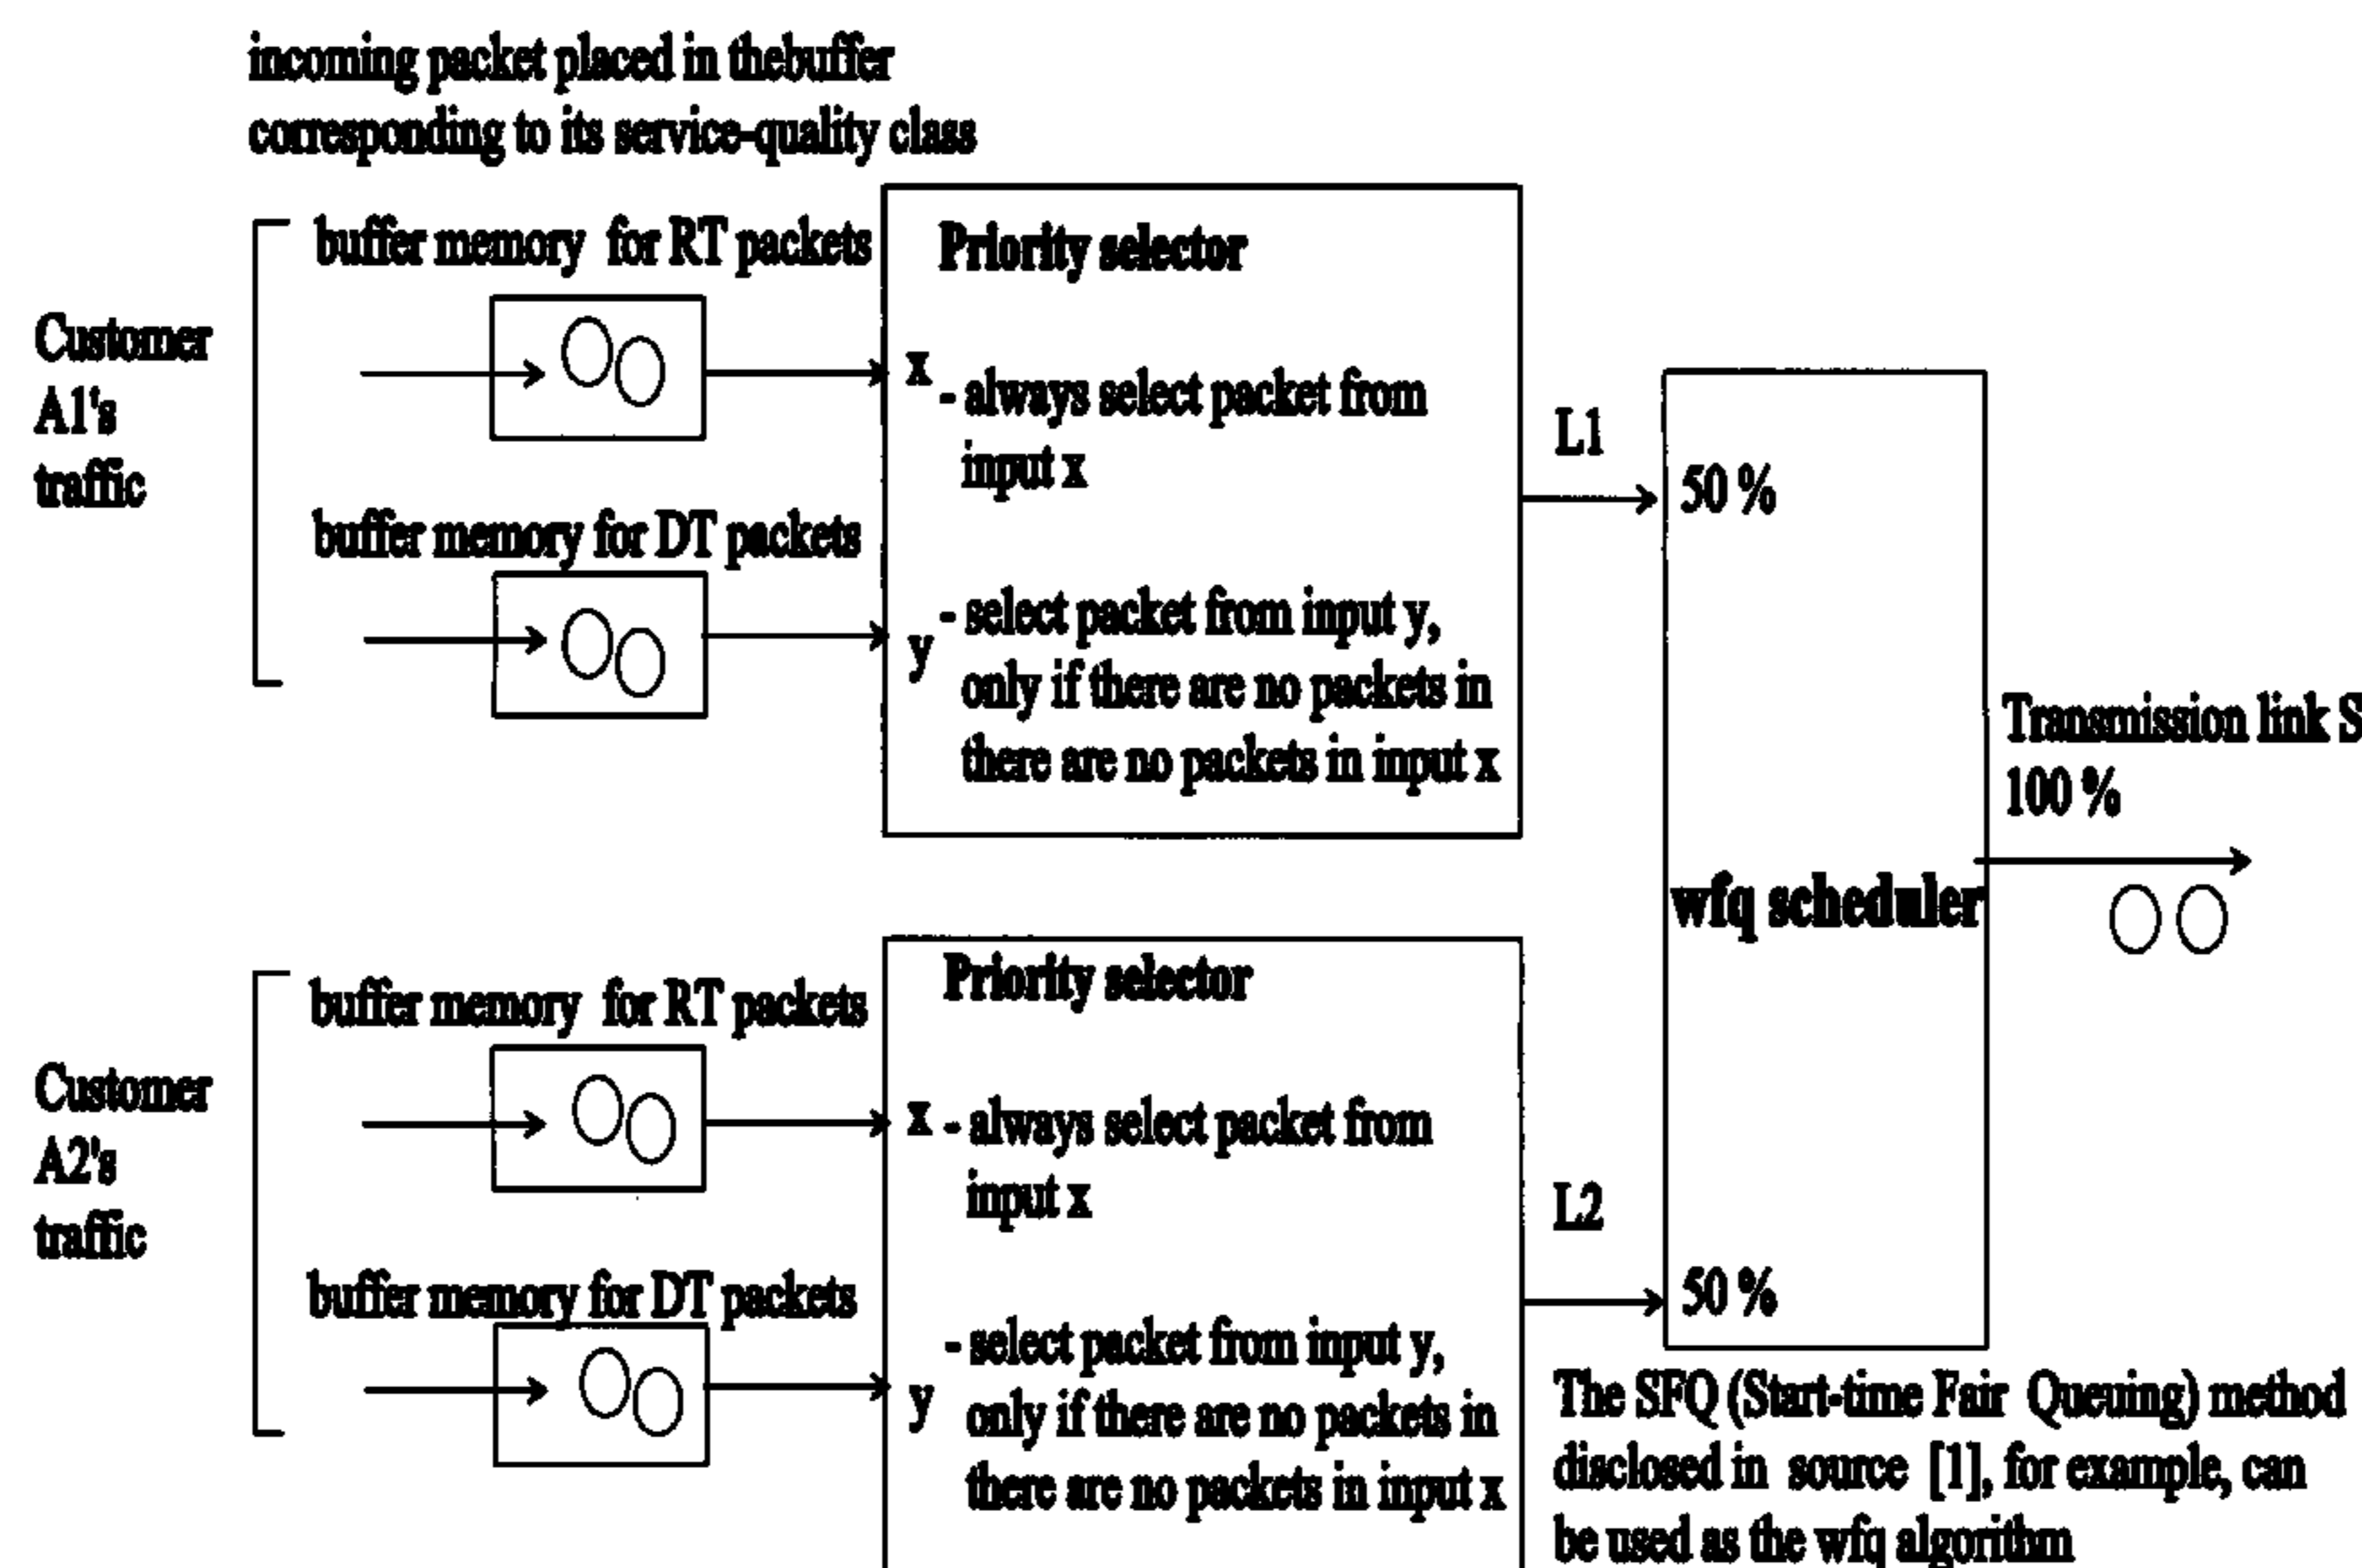 incoming packet placed in thebuffer
corresponding to its service-quality class
buffer memory for RT packets
Customer
A1's
traffic
buffer memory for DT packets
Priority selector
x
- always select packet from
input x
y
- select packet from input y,
only if there are no packets in
there are no packets in input x
L1
50 %
wfq scheduler
Transmission link S
100 %
buffer memory for RT packets
Customer
A2's
traffic
buffer memory for DT packets
Priority selector
x
- always select packet from
input x
y
- select packet from input y,
only if there are no packets in
there are no packets in input x
L2
50 %
The SFQ (Start-time Fair Queuing) method
disclosed in source [1], for example, can
be used as the wfq algorithm